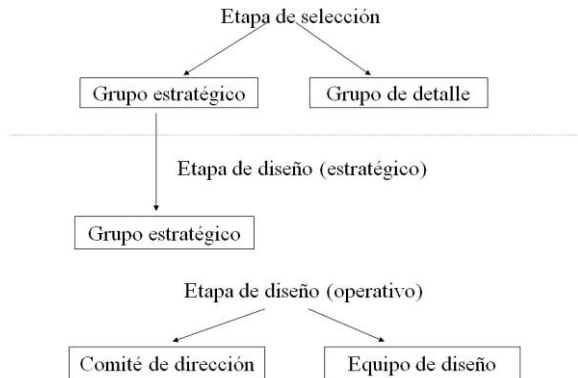 Etapa de selección
Grupo estratégico
Grupo de detalle
Etapa de diseño (estratégico)
Grupo estratégico
Etapa de diseño (operativo)
Comité de dirección
Equipo de diseño